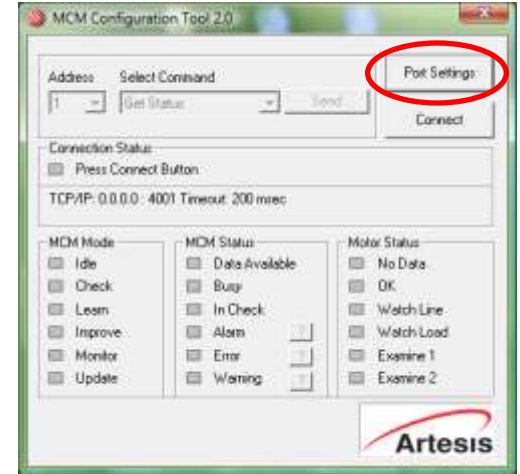 MCM Configuration Tool 2.0
Address Select Command
1 Get Status Send
Port Settings
Connect
Connection Status
Press Connect Button
TCP/IP: 0.0.0.0 : 4001 Timeout: 200 msec
MCM Mode
Idle
Check
Learn
Improve
Monitor
Update
MCM Status
Data Available
Busy
In Check
Alarm ?
Error ?
Warning ?
Motor Status
No Data
OK
Watch Line
Watch Load
Examine 1
Examine 2
Artesis